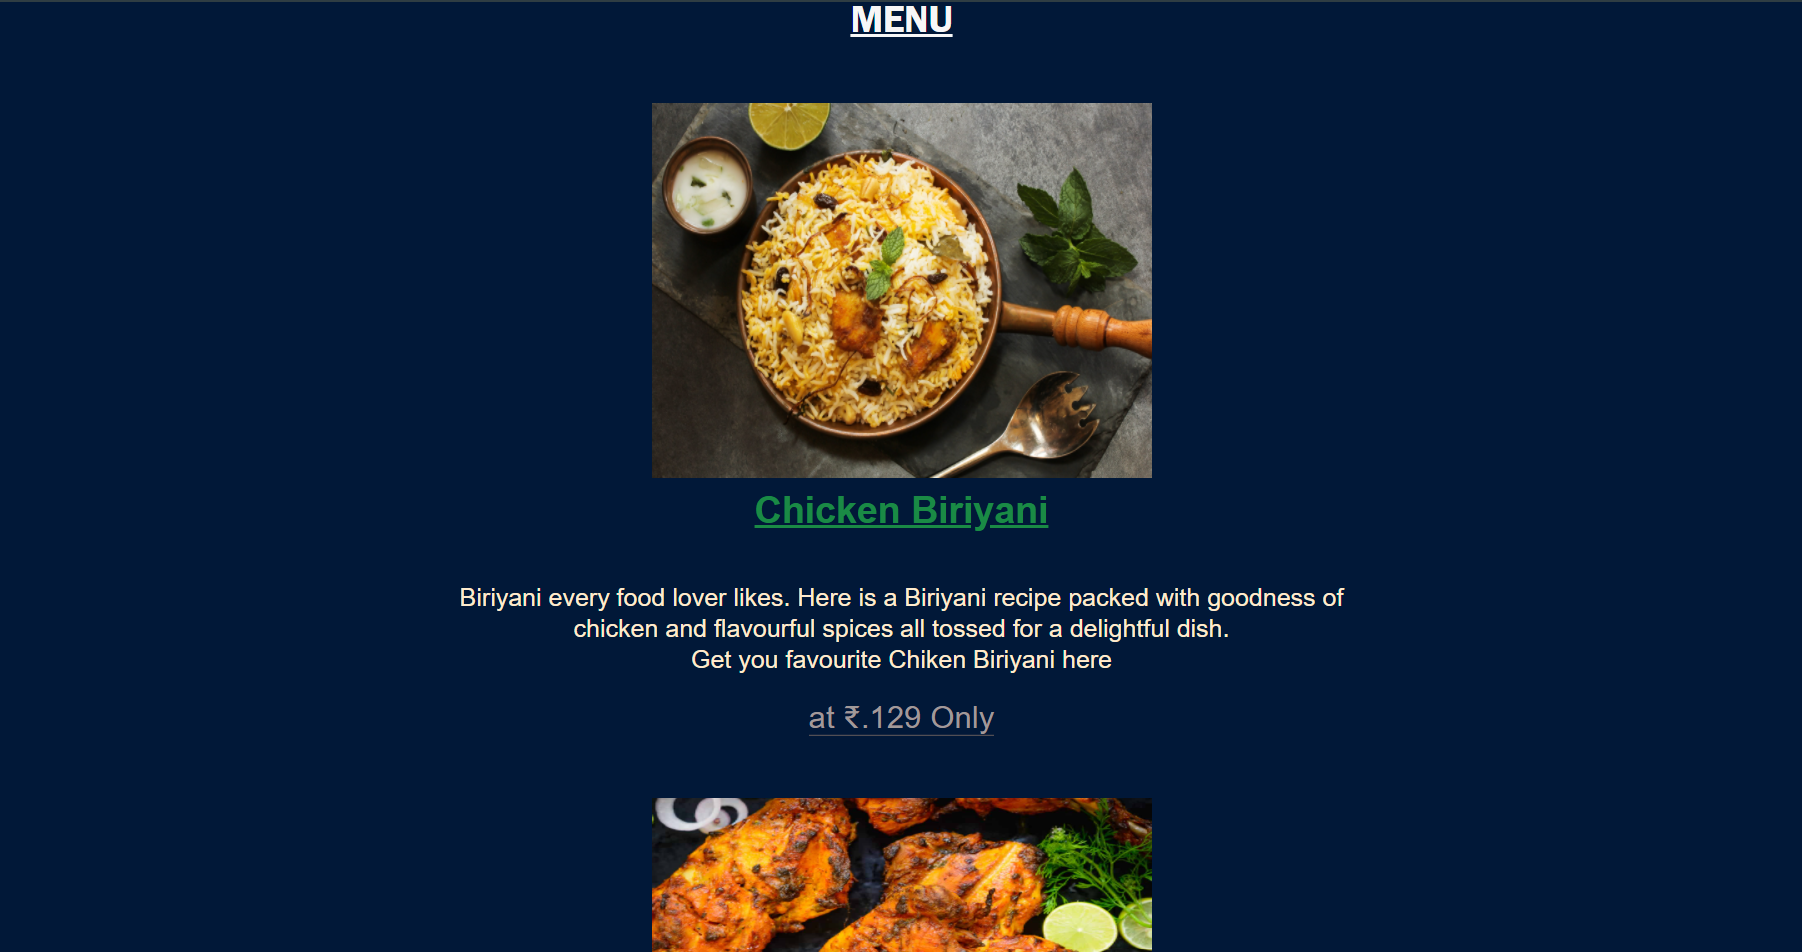 MENU
Chicken Biriyani
Biriyani every food lover likes. Here is a Biriyani recipe packed with goodness of
chicken and flavourful spices all tossed for a delightful dish.
Get you favourite Chiken Biriyani here
at ₹.129 Only